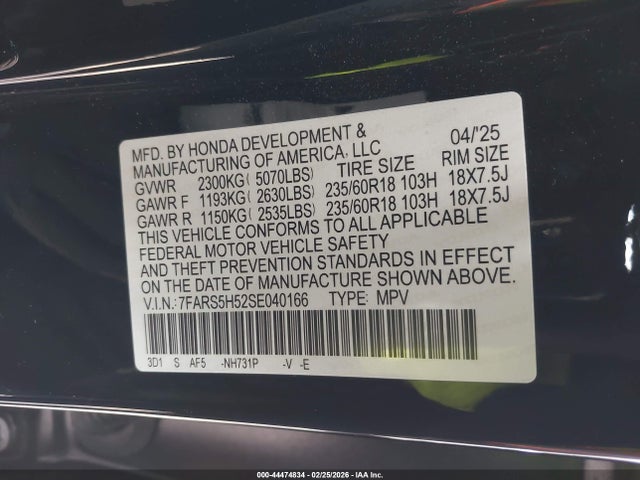 MFD. BY HONDA DEVELOPMENT & 04/'25
MANUFACTURING OF AMERICA, LLC
GVWR 2300KG ( 5070LBS) TIRE SIZE RIM SIZE
GAWR F 1193KG ( 2630LBS) 235/60R18 103H 18X7.5J
GAWR R 1150KG ( 2535LBS) 235/60R18 103H 18X7.5J
THIS VEHICLE CONFORMS TO ALL APPLICABLE
FEDERAL MOTOR VEHICLE SAFETY
AND THEFT PREVENTION STANDARDS IN EFFECT
ON THE DATE OF MANUFACTURE SHOWN ABOVE.
V.I.N.: 7FARS5H52SE040166 TYPE: MPV
3D1 S AF5 -NH731P -V -E
000-44474834 - 02/25/2026 - IAA Inc.